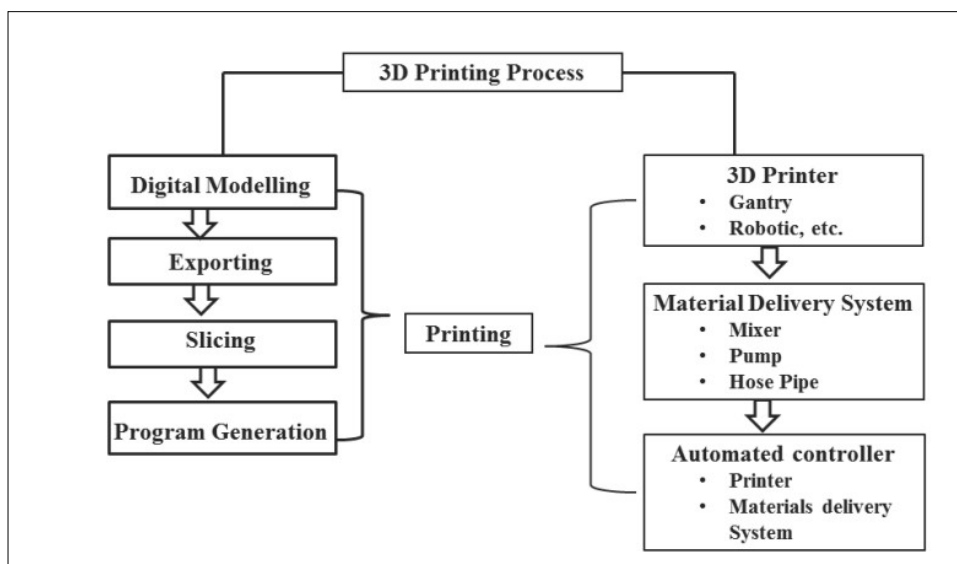 3D Printing Process
Digital Modelling
Exporting
Slicing
Program Generation
Printing
3D Printer
• Gantry
• Robotic, etc.
Material Delivery System
• Mixer
• Pump
• Hose Pipe
Automated controller
• Printer
• Materials delivery
System